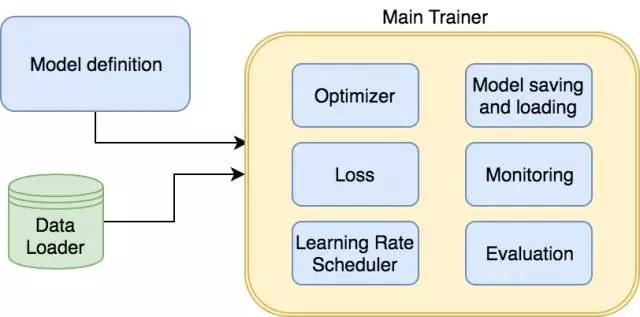 Main Trainer
Model definition
Optimizer
Model saving
and loading
Loss
Monitoring
Data
Loader
Learning Rate
Scheduler
Evaluation